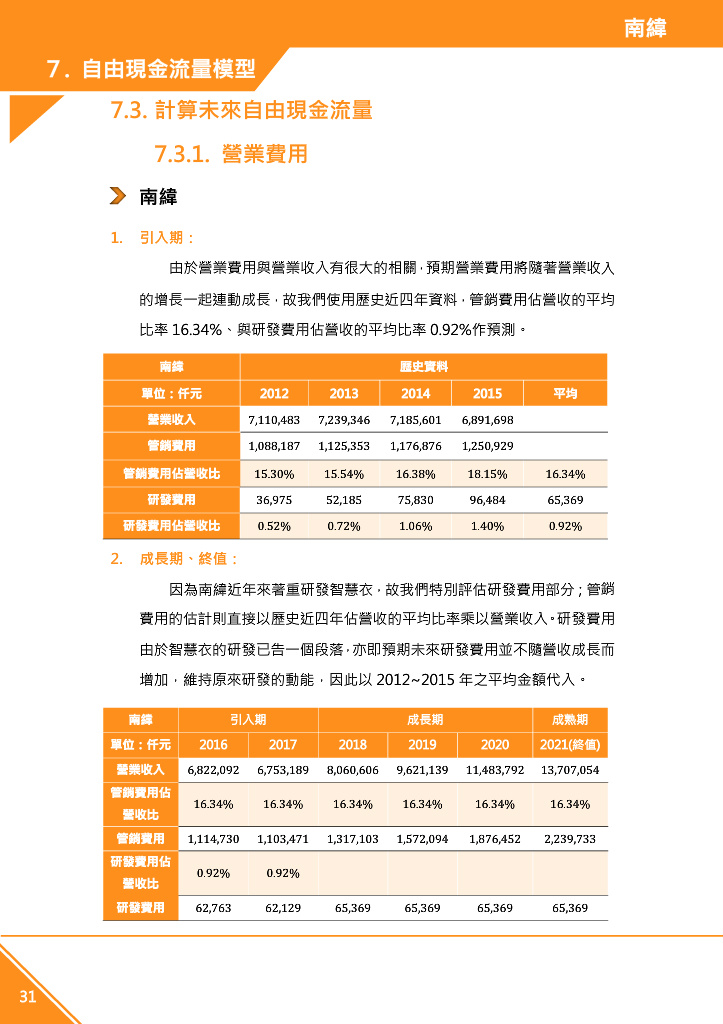 南緯
7. 自由現金流量模型
7.3. 計算未來自由現金流量
7.3.1. 營業費用
南緯
1. 引入期：
由於營業費用與營業收入有很大的相關，預期營業費用將隨著營業收入
的增長一起連動成長，故我們使用歷史近四年資料，管銷費用佔營收的平均
比率 16.34%、與研發費用佔營收的平均比率 0.92%作預測。
南緯 歷史資料
單位：仟元 2012 2013 2014 2015 平均
營業收入 7,110,483 7,239,346 7,185,601 6,891,698
管銷費用 1,088,187 1,125,353 1,176,876 1,250,929
管銷費用佔營收比 15.30% 15.54% 16.38% 18.15% 16.34%
研發費用 36,975 52,185 75,830 96,484 65,369
研發費用佔營收比 0.52% 0.72% 1.06% 1.40% 0.92%
2. 成長期、終值：
因為南緯近年來著重研發智慧衣，故我們特別評估研發費用部分；管銷
費用的估計則直接以歷史近四年佔營收的平均比率乘以營業收入。研發費用
由於智慧衣的研發已告一個段落，亦即預期未來研發費用並不隨營收成長而
增加，維持原來研發的動能，因此以 2012~2015 年之平均金額代入。
南緯 引入期 成長期 成熟期
單位：仟元 2016 2017 2018 2019 2020 2021(終值)
營業收入 6,822,092 6,753,189 8,060,606 9,621,139 11,483,792 13,707,054
管銷費用佔
營收比 16.34% 16.34% 16.34% 16.34% 16.34% 16.34%
管銷費用 1,114,730 1,103,471 1,317,103 1,572,094 1,876,452 2,239,733
研發費用佔
營收比 0.92% 0.92%
研發費用 62,763 62,129 65,369 65,369 65,369 65,369
31